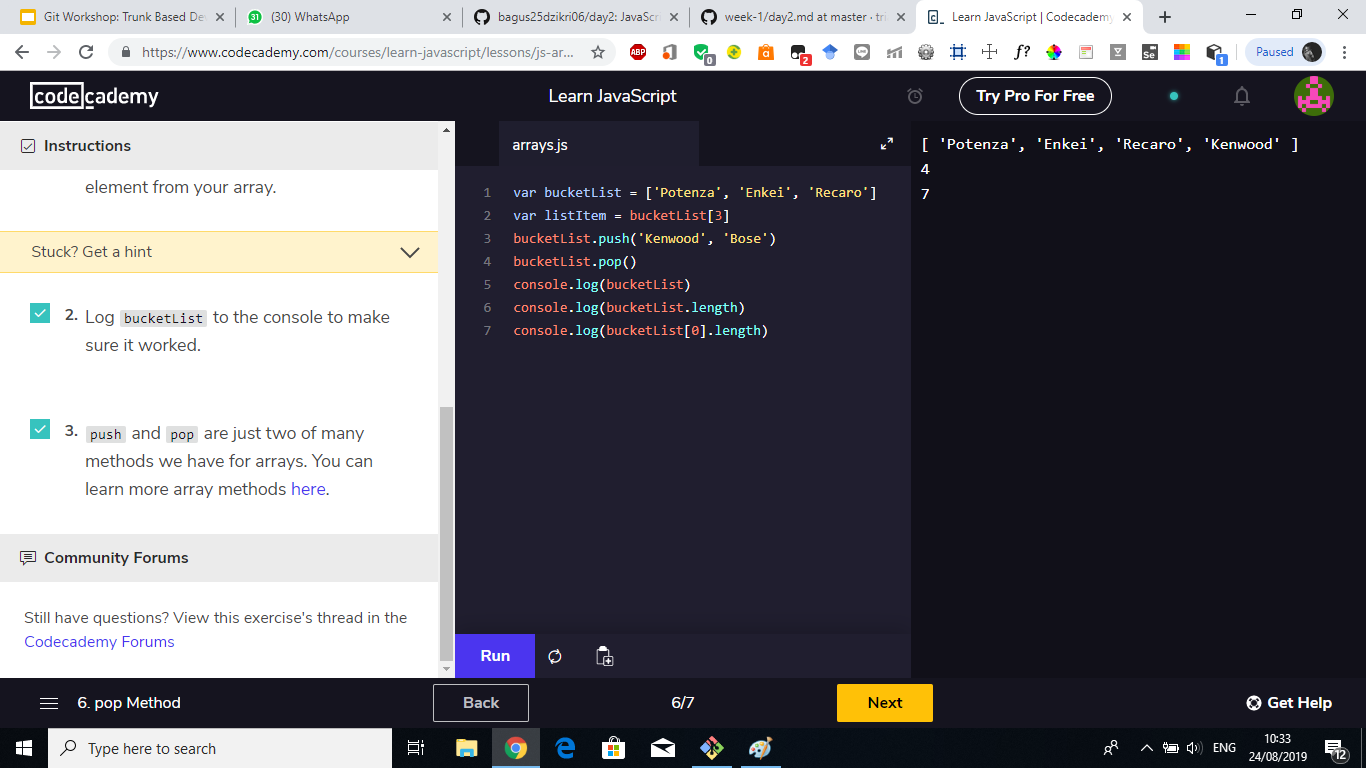 Git Workshop: Trunk Based De
(30) WhatsApp
bagus25dzikri06/day2: JavaSc
week-1/day2.md at master · tr
Learn JavaScript | Codecademy
https://www.codecademy.com/courses/learn-javascript/lessons/js-ar...
Paused
codecademy
Learn JavaScript
Try Pro For Free
Instructions
element from your array.
Stuck? Get a hint
2. Log bucketList to the console to make
sure it worked.
3. push and pop are just two of many
methods we have for arrays. You can
learn more array methods here.
Community Forums
Still have questions? View this exercise's thread in the
Codecademy Forums
arrays.js
1 var bucketList = ['Potenza', 'Enkei', 'Recaro']
2 var listItem = bucketList[3]
3 bucketList.push('Kenwood', 'Bose')
4 bucketList.pop()
5 console.log(bucketList)
6 console.log(bucketList.length)
7 console.log(bucketList[0].length)
[ 'Potenza', 'Enkei', 'Recaro', 'Kenwood' ]
4
7
Run
6. pop Method
Back
6/7
Next
Get Help
Type here to search
ENG
10:33
24/08/2019
12